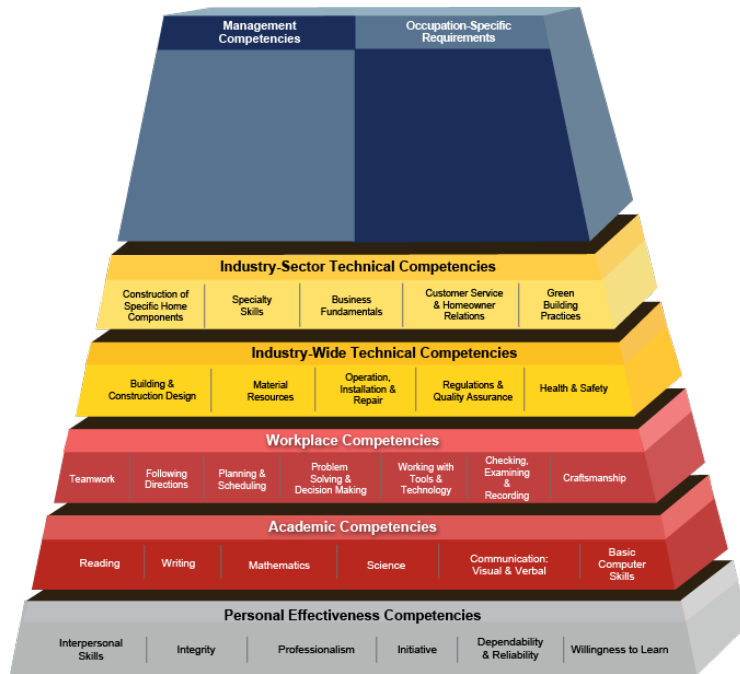 Management
Competencies
Occupation-Specific
Requirements
Industry-Sector Technical Competencies
Construction of
Specific Home
Components
Specialty
Skills
Business
Fundamentals
Customer Service
& Homeowner
Relations
Green
Building
Practices
Industry-Wide Technical Competencies
Building &
Construction Design
Material
Resources
Operation,
Installation &
Repair
Regulations &
Quality Assurance
Health & Safety
Workplace Competencies
Teamwork
Following
Directions
Planning &
Scheduling
Problem
Solving &
Decision Making
Working with
Tools &
Technology
Checking,
Examining
&
Recording
Craftsmanship
Academic Competencies
Reading
Writing
Mathematics
Science
Communication:
Visual & Verbal
Basic
Computer
Skills
Personal Effectiveness Competencies
Interpersonal
Skills
Integrity
Professionalism
Initiative
Dependability
& Reliability
Willingness to Learn